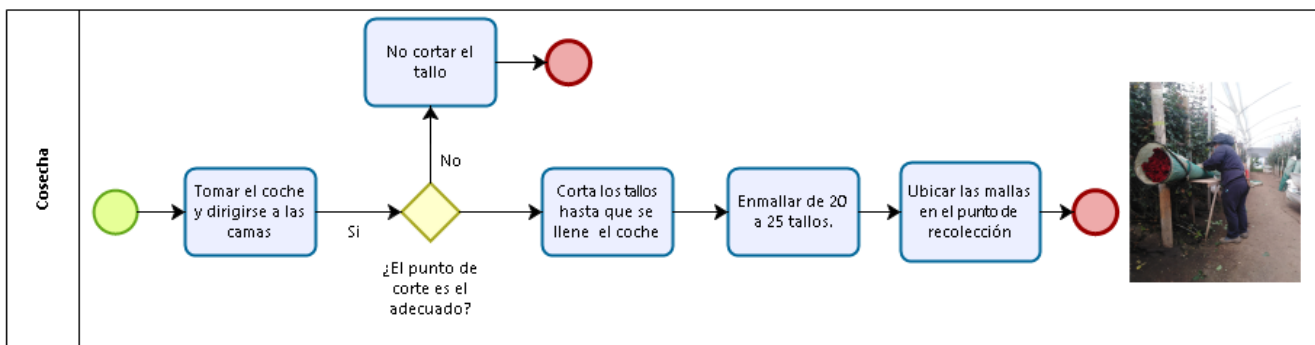 Cosecha
No cortar el
tallo
No
Tomar el coche
y dirigirse a las
camas
Si
¿El punto de
corte es el
adecuado?
Corta los tallos
hasta que se
llene el coche
Enmallar de 20
a 25 tallos.
Ubicar las mallas
en el punto de
recolección